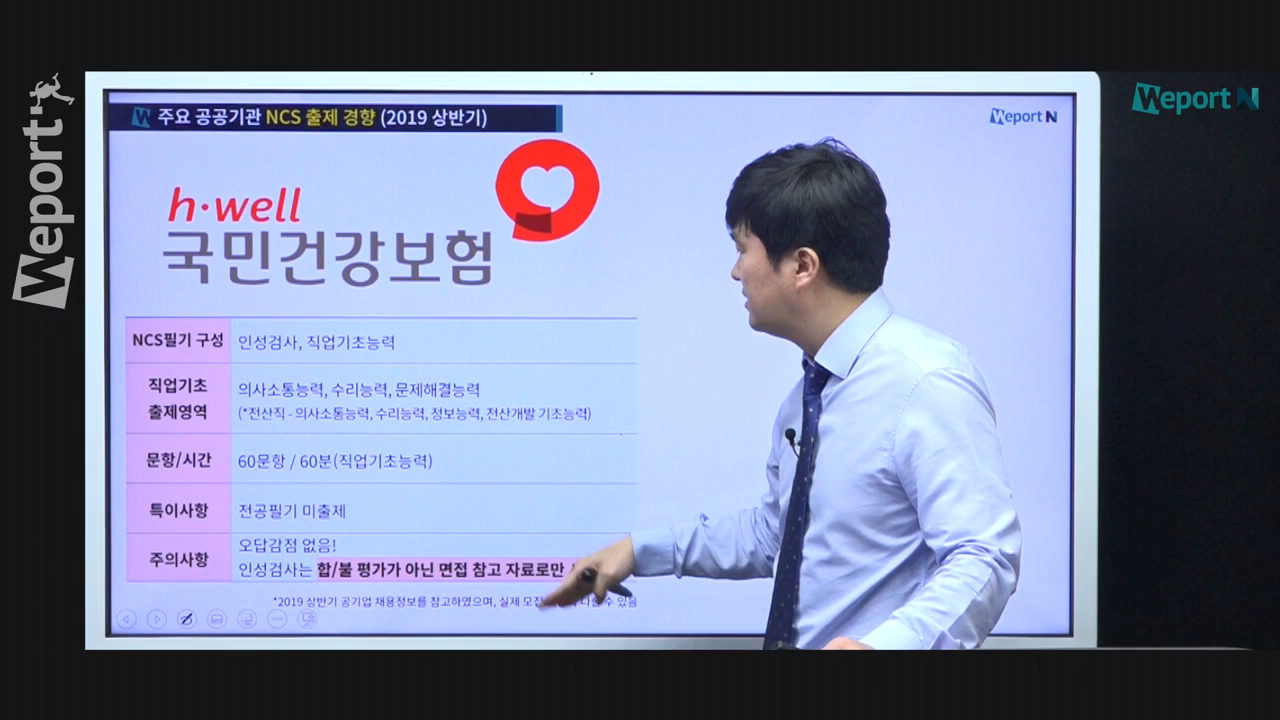 Weport
Weport N
주요 공공기관 NCS 출제 경향 (2019 상반기)
Weport N
h·well
국민건강보험
NCS필기 구성
인성검사, 직업기초능력
직업기초
출제영역
의사소통능력, 수리능력, 문제해결능력
(*전산직 - 의사소통능력, 수리능력, 정보능력, 전산개발 기초능력)
문항/시간
60문항 / 60분(직업기초능력)
특이사항
전공필기 미출제
주의사항
오답감점 없음!
인성검사는 합/불 평가가 아닌 면접 참고 자료로만
*2019 상반기 공기업 채용정보를 참고하였으며, 실제 수 있음